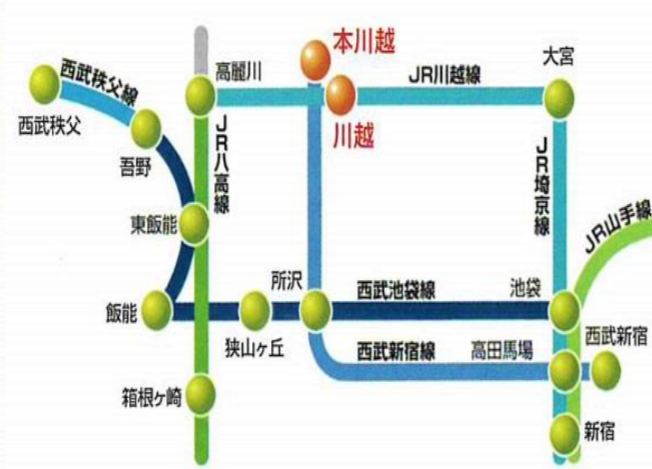 本川越
高麗川
JR川越線
大宮
西武秩父線
西武秩父
川越
吾野
JR八高線
JR埼京線
JR山手線
東飯能
所沢
西武池袋線
池袋
飯能
狭山ヶ丘
西武新宿線
高田馬場
西武新宿
箱根ケ崎
新宿